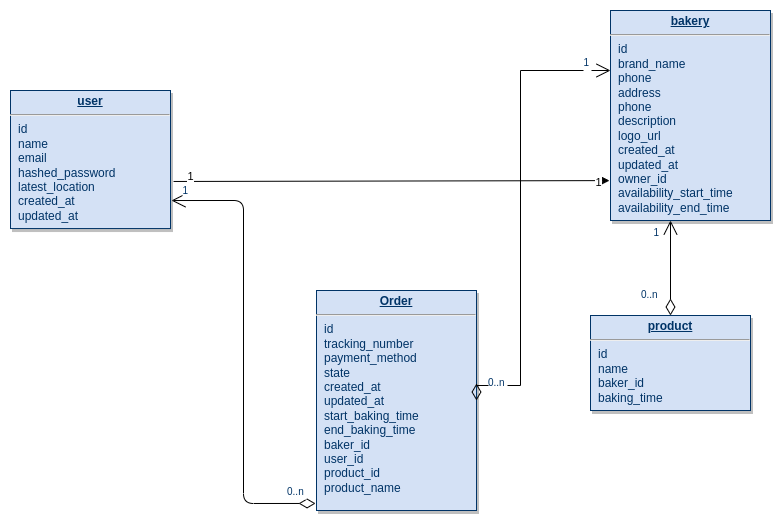 user
id
name
email
hashed_password
latest_location
created_at
updated_at
bakery
id
brand_name
phone
address
phone
description
logo_url
created_at
updated_at
owner_id
availability_start_time
availability_end_time
Order
id
tracking_number
payment_method
state
created_at
updated_at
start_baking_time
end_baking_time
baker_id
user_id
product_id
product_name
product
id
name
baker_id
baking_time
1
1
1
1
1
0..n
0..n
0..n